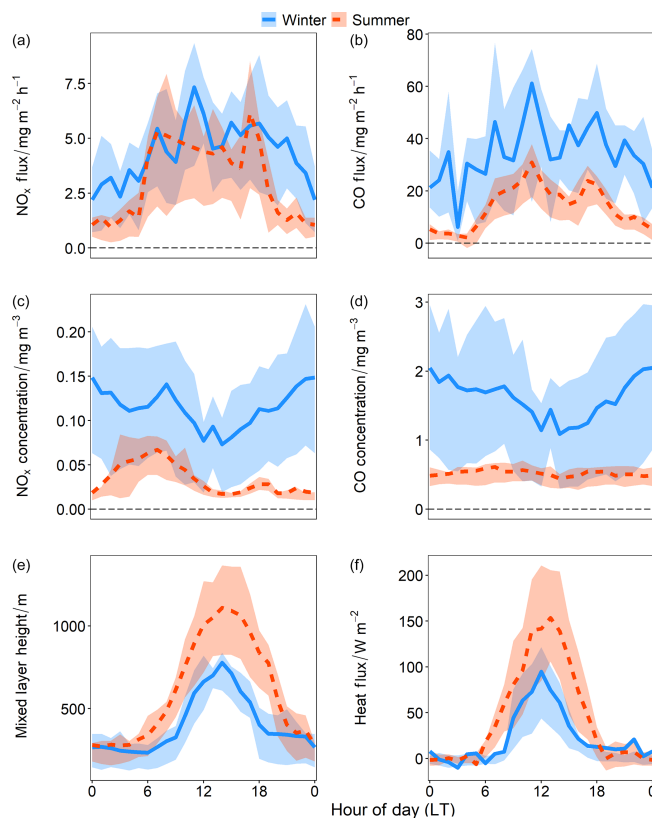 Winter Summer
(a)
NOx flux/mg m−2 h−1
7.5
5.0
2.5
0.0
(b)
CO flux/mg m−2 h−1
80
60
40
20
0
(c)
NOx concentration/mg m−3
0.20
0.15
0.10
0.05
0.00
(d)
CO concentration/mg m−3
3
2
1
0
(e)
Mixed layer height/m
1000
500
0 6 12 18 0
(f)
Heat flux/W m−2
200
150
100
50
0
0 6 12 18 0
Hour of day (LT)